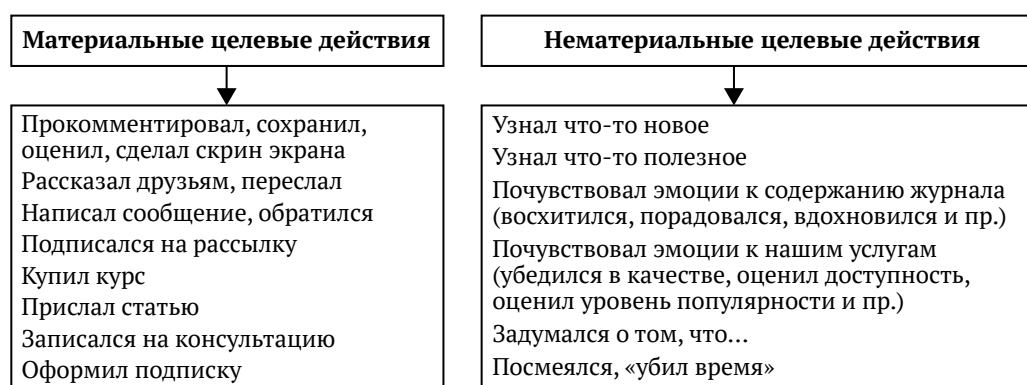 Материальные целевые действия
Прокомментировал, сохранил,
оценил, сделал скрин экрана
Рассказал друзьям, переслал
Написал сообщение, обратился
Подписался на рассылку
Купил курс
Прислал статью
Записался на консультацию
Оформил подписку
Нематериальные целевые действия
Узнал что-то новое
Узнал что-то полезное
Почувствовал эмоции к содержанию журнала
(восхитился, порадовался, вдохновился и пр.)
Почувствовал эмоции к нашим услугам
(убедился в качестве, оценил доступность,
оценил уровень популярности и пр.)
Задумался о том, что…
Посмеялся, «убил время»